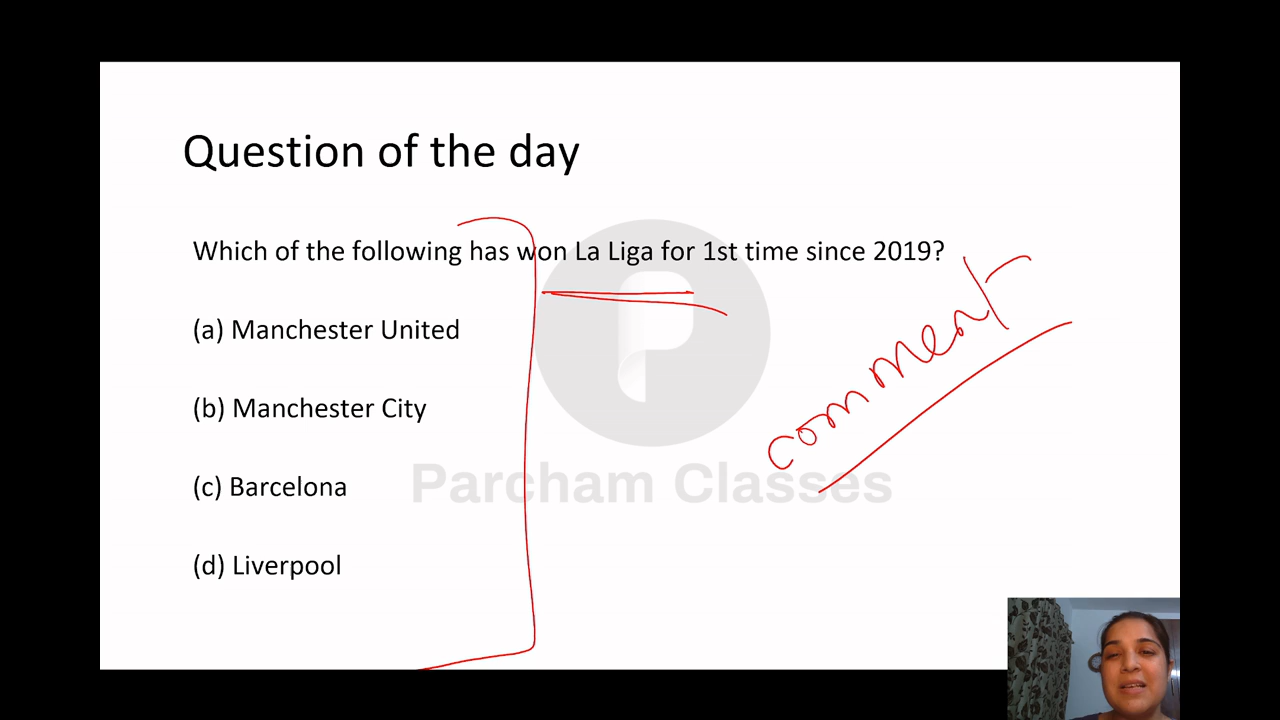 Question of the day
Which of the following has won La Liga for 1st time since 2019?
(a) Manchester United
(b) Manchester City
(c) Barcelona
(d) Liverpool
comment
Parcham Classes